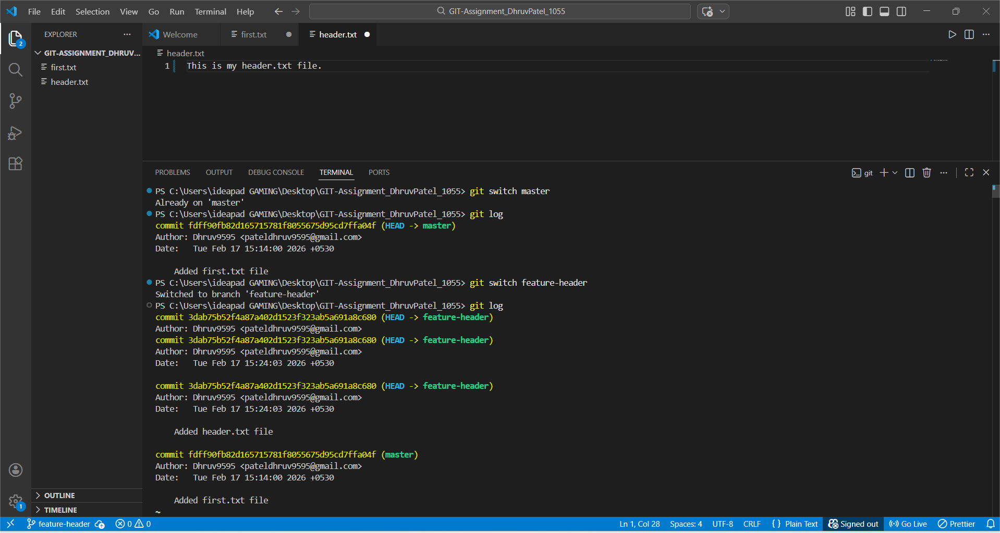 File Edit Selection View Go Run Terminal Help
GIT-Assignment_DhruvPatel_1055
EXPLORER
Welcome
first.txt
header.txt
2
GIT-ASSIGNMENT_DHRUV...
first.txt
header.txt
header.txt
1 This is my header.txt file.
PROBLEMS OUTPUT DEBUG CONSOLE TERMINAL PORTS
git
PS C:\Users\ideapad GAMING\Desktop\GIT-Assignment_DhruvPatel_1055> git switch master
Already on 'master'
PS C:\Users\ideapad GAMING\Desktop\GIT-Assignment_DhruvPatel_1055> git log
commit fdff90fb82d165715781f8055675d95cd7ffa04f (HEAD -> master)
Author: Dhruv9595 <pateldhruv9595@gmail.com>
Date:   Tue Feb 17 15:14:00 2026 +0530
    Added first.txt file
PS C:\Users\ideapad GAMING\Desktop\GIT-Assignment_DhruvPatel_1055> git switch feature-header
Switched to branch 'feature-header'
PS C:\Users\ideapad GAMING\Desktop\GIT-Assignment_DhruvPatel_1055> git log
commit 3dab75b52f4a87a402d1523f323ab5a691a8c680 (HEAD -> feature-header)
Author: Dhruv9595 <pateldhruv9595@gmail.com>
commit 3dab75b52f4a87a402d1523f323ab5a691a8c680 (HEAD -> feature-header)
Author: Dhruv9595 <pateldhruv9595@gmail.com>
Date:   Tue Feb 17 15:24:03 2026 +0530
commit 3dab75b52f4a87a402d1523f323ab5a691a8c680 (HEAD -> feature-header)
Author: Dhruv9595 <pateldhruv9595@gmail.com>
Date:   Tue Feb 17 15:24:03 2026 +0530
    Added header.txt file
commit fdff90fb82d165715781f8055675d95cd7ffa04f (master)
Author: Dhruv9595 <pateldhruv9595@gmail.com>
Date:   Tue Feb 17 15:14:00 2026 +0530
    Added first.txt file
~
OUTLINE
TIMELINE
1
feature-header 0 0 Ln 1, Col 28 Spaces: 4 UTF-8 CRLF {} Plain Text Signed out Go Live Prettier